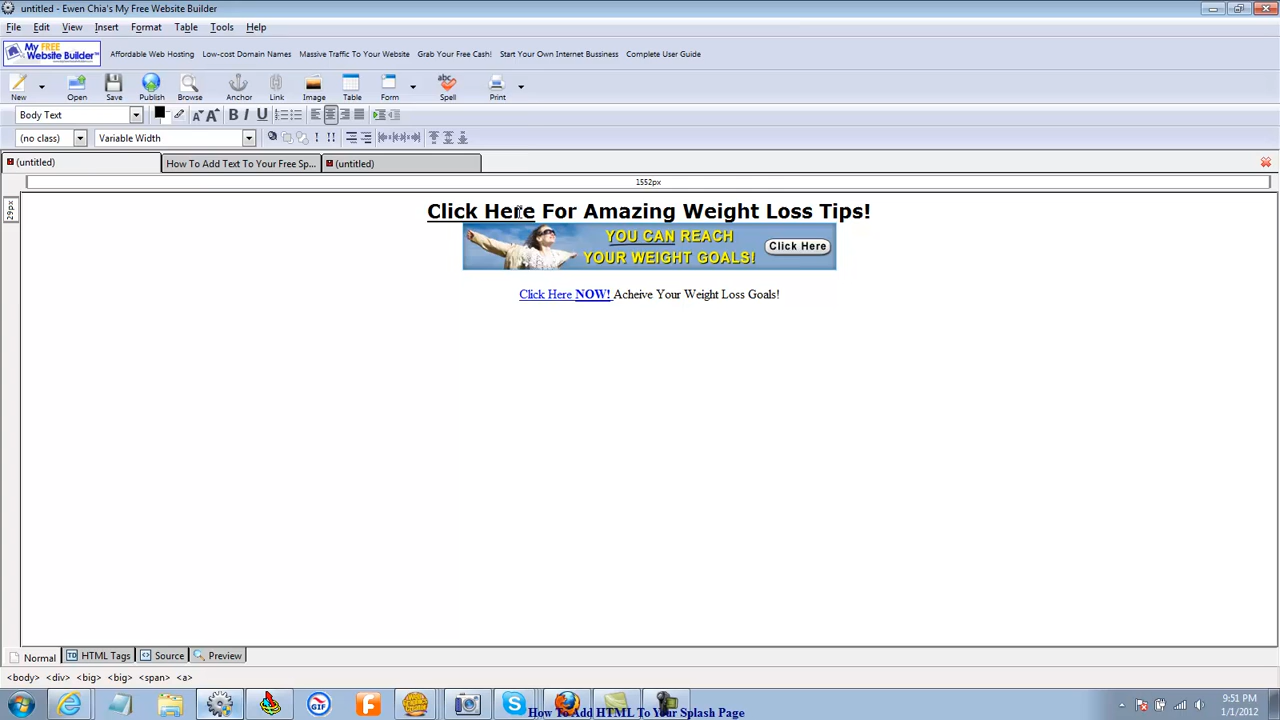 untitled - Ewen Chia's My Free Website Builder
File Edit View Insert Format Table Tools Help
My FREE Website Builder Affordable Web Hosting Low-cost Domain Names Massive Traffic To Your Website Grab Your Free Cash! Start Your Own Internet Bussiness Complete User Guide
New Open Save Publish Browse Anchor Link Image Table Form Spell Print
Body Text B I U
(no class) Variable Width
(untitled) How To Add Text To Your Free Sp... (untitled)
1552px
29px
Click Here For Amazing Weight Loss Tips!
YOU CAN REACH
YOUR WEIGHT GOALS!
Click Here
Click Here NOW! Acheive Your Weight Loss Goals!
Normal HTML Tags Source Preview
<body> <div> <big> <big> <span> <a>
GIF
9:51 PM
1/1/2012
How To Add HTML To Your Splash Page